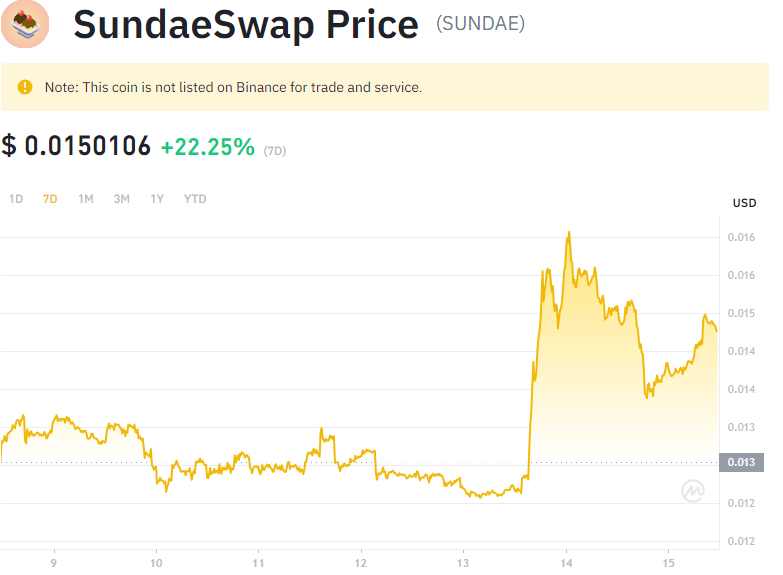 SundaeSwap Price (SUNDAE)
Note: This coin is not listed on Binance for trade and service.
$ 0.0150106 +22.25% (7D)
1D 7D 1M 3M 1Y YTD
USD
0.016
0.016
0.015
0.014
0.014
0.013
0.013
0.012
0.012
9 10 11 12 13 14 15